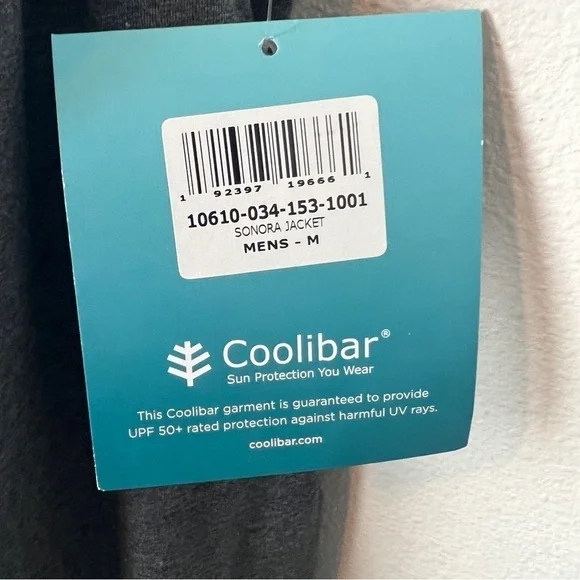 1 92397 19666 1
10610-034-153-1001
SONORA JACKET
MENS - M
Coolibar®
Sun Protection You Wear
This Coolibar garment is guaranteed to provide
UPF 50+ rated protection against harmful UV rays.
coolibar.com